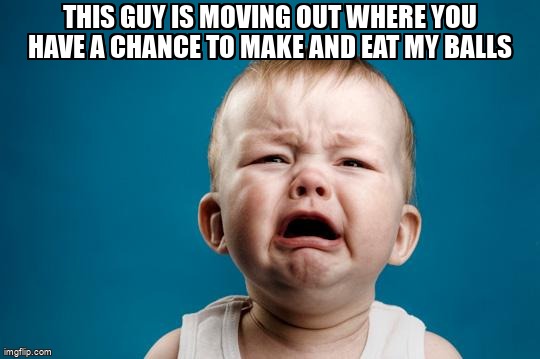 THIS GUY IS MOVING OUT WHERE YOU
HAVE A CHANCE TO MAKE AND EAT MY BALLS
imgflip.com